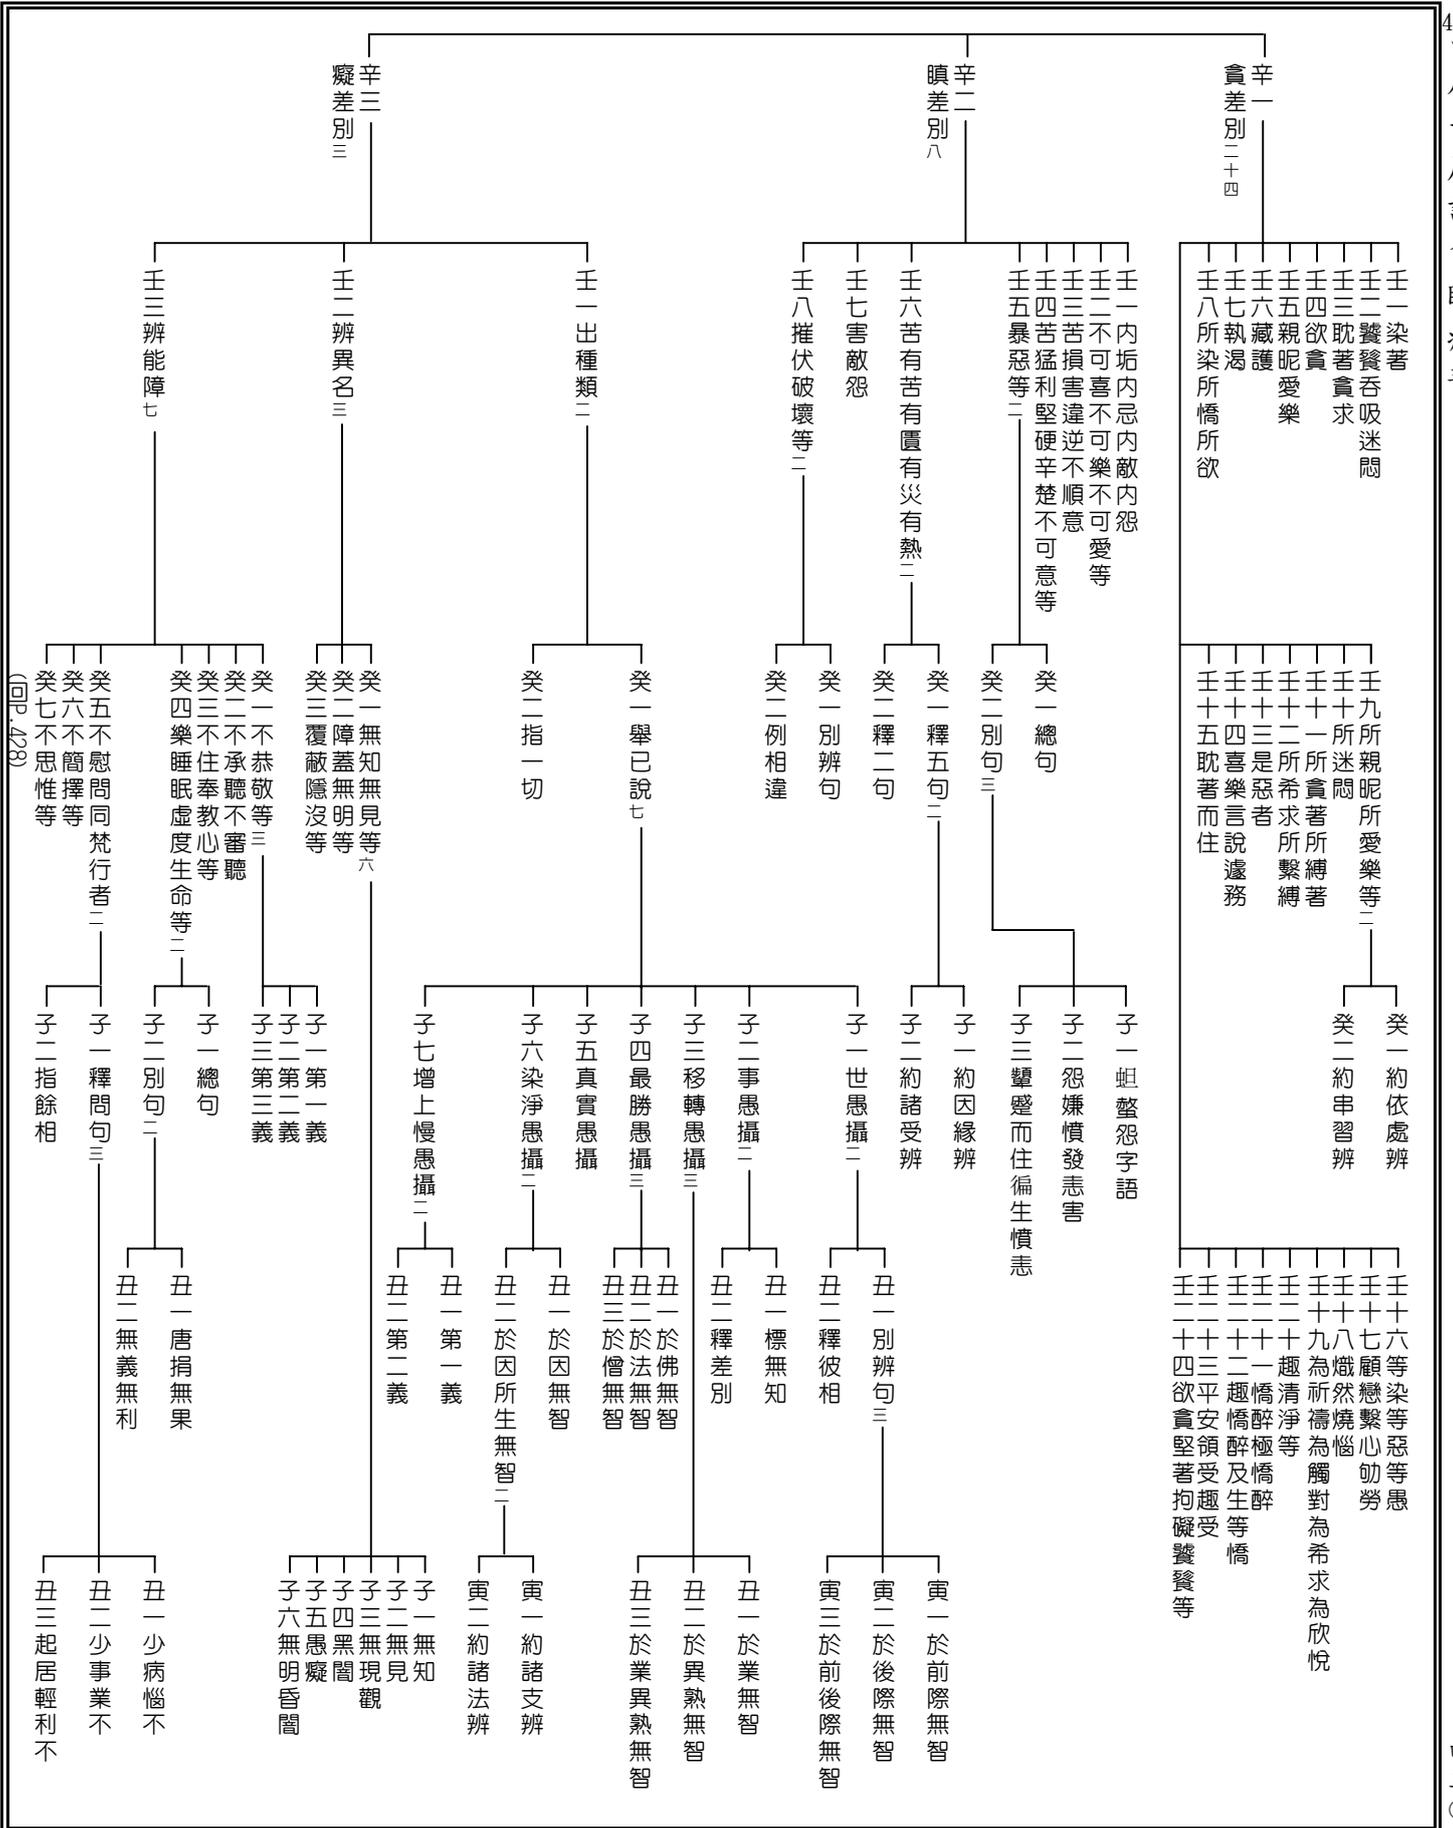 辛一
貪差別二十四
壬一染著
壬二饕餮吞吸迷悶
壬三耽著貪求
壬四欲貪
壬五親昵愛樂
壬六藏護
壬七執渴
壬八所染所憍所欲
壬九所親昵所愛樂等二
癸一約依處辨
癸二約串習辨
壬十所迷悶
壬十一所貪著所縛著
壬十二所希求所繫縛
壬十三是惡者
壬十四喜樂言說遽務
壬十五耽著而住
壬十六等染等惡等愚
壬十七顧戀繫心劬勞
壬十八熾然燒惱
壬十九為祈禱為觸對為希求為欣悅
壬二十趣清淨等
壬二十一憍醉極憍醉
壬二十二趣憍醉及生等憍
壬二十三平安領受趣受
壬二十四欲貪堅著拘礙饕餮等
辛二
瞋差別八
壬一內垢內忌內敵內怨
壬二不可喜不可樂不可愛等
壬三苦損害違逆不順意
壬四苦猛利堅硬辛楚不可意等
壬五暴惡等二
癸一總句
癸二別句三
子一蛆螫怨字語
子二怨嫌憤發恚害
子三顰蹙而住徧生憤恚
壬六苦有苦有匱有災有熱二
癸一釋五句二
子一約因緣辨
子二約諸受辨
癸二釋二句
壬七害敵怨
壬八摧伏破壞等二
癸一別辨句
癸二例相違
辛三
癡差別三
壬一出種類二
癸一舉已說七
子一世愚攝二
丑一別辨句三
寅一於前際無智
寅二於後際無智
寅三於前後際無智
丑二釋彼相
子二事愚攝二
丑一標無知
丑二釋差別
子三移轉愚攝三
丑一於業無智
丑二於異熟無智
丑三於業異熟無智
子四最勝愚攝三
丑一於佛無智
丑二於法無智
丑三於僧無智
子五真實愚攝
子六染淨愚攝二
丑一於因無智
丑二於因所生無智二
寅一約諸支辨
寅二約諸法辨
子七增上慢愚攝二
丑一第一義
丑二第二義
癸二指一切
壬二辨異名三
癸一無知無見等六
子一無知
子二無見
子三無現觀
子四黑闇
子五愚癡
子六無明昏闇
癸二障蓋無明等
癸三覆蔽隱沒等
壬三辨能障七
癸一不恭敬等三
子一第一義
子二第二義
子三第三義
癸二不承聽不審聽
癸三不住奉教心等
癸四樂睡眠虛度生命等二
子一總句
子二別句二
丑一唐捐無果
丑二無義無利
癸五不慰問同梵行者二
子一釋問句三
丑一少病惱不
丑二少事業不
丑三起居輕利不
子二指餘相
癸六不簡擇等
癸七不思惟等
(回P.428)